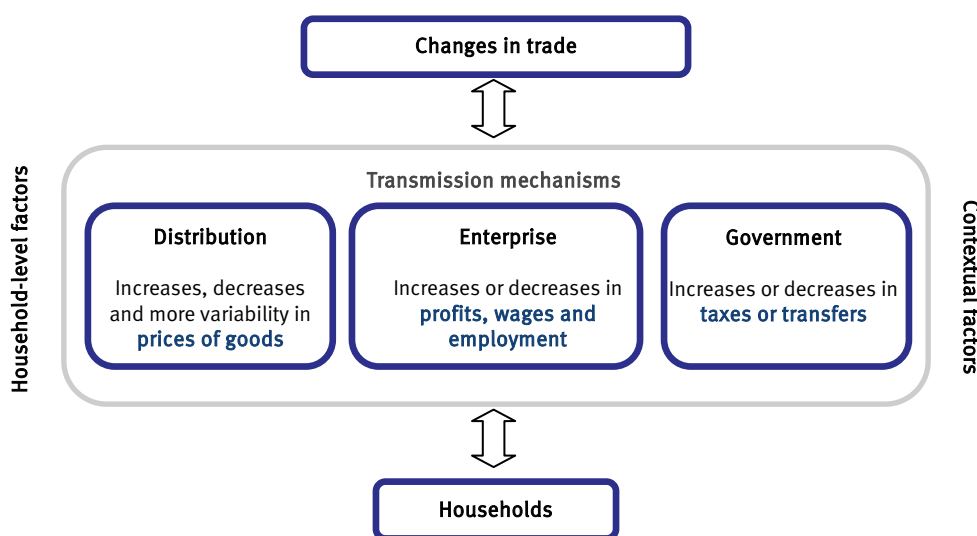 Changes in trade
Household-level factors
Transmission mechanisms
Distribution
Increases, decreases
and more variability in
prices of goods
Enterprise
Increases or decreases in
profits, wages and
employment
Government
Increases or decreases in
taxes or transfers
Contextual factors
Households